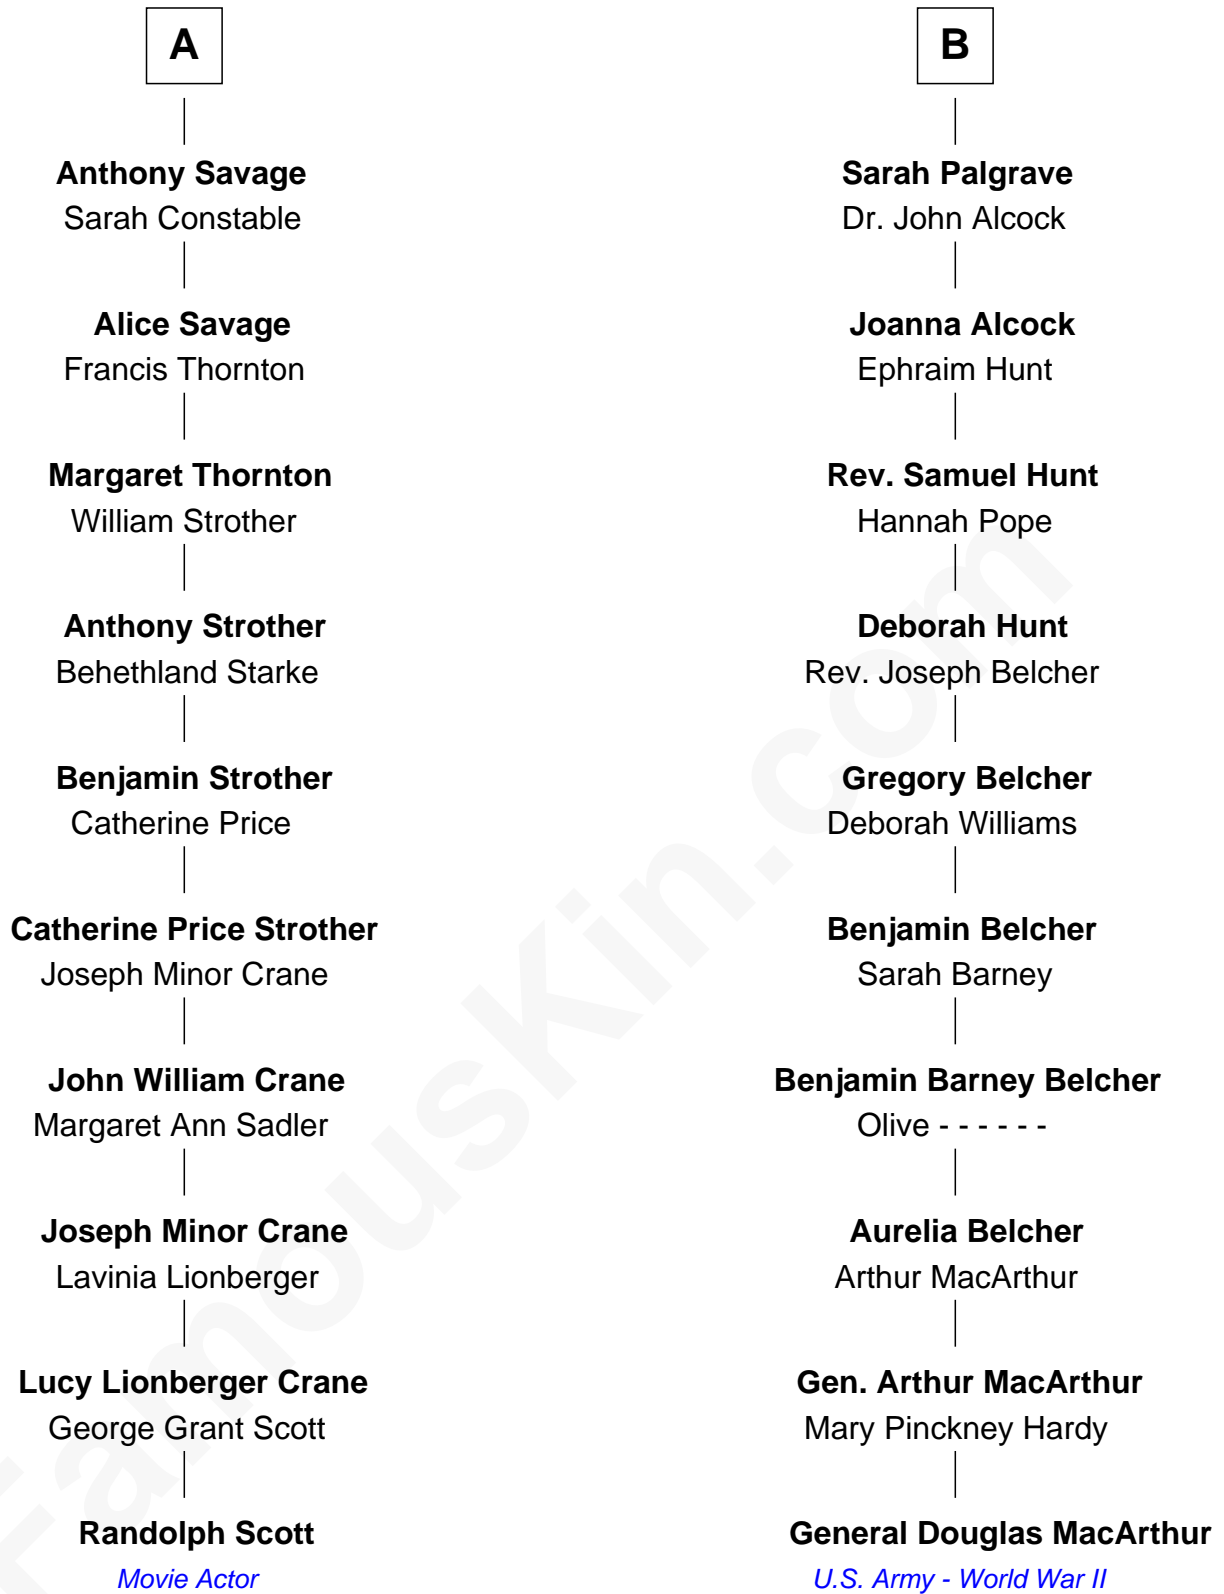 A
Anthony Savage
Sarah Constable
Alice Savage
Francis Thornton
Margaret Thornton
William Strother
Anthony Strother
Behethland Starke
Benjamin Strother
Catherine Price
Catherine Price Strother
Joseph Minor Crane
John William Crane
Margaret Ann Sadler
Joseph Minor Crane
Lavinia Lionberger
Lucy Lionberger Crane
George Grant Scott
Randolph Scott
Movie Actor
B
Sarah Palgrave
Dr. John Alcock
Joanna Alcock
Ephraim Hunt
Rev. Samuel Hunt
Hannah Pope
Deborah Hunt
Rev. Joseph Belcher
Gregory Belcher
Deborah Williams
Benjamin Belcher
Sarah Barney
Benjamin Barney Belcher
Olive - - - - - -
Aurelia Belcher
Arthur MacArthur
Gen. Arthur MacArthur
Mary Pinckney Hardy
General Douglas MacArthur
U.S. Army - World War II
FamousKin.com